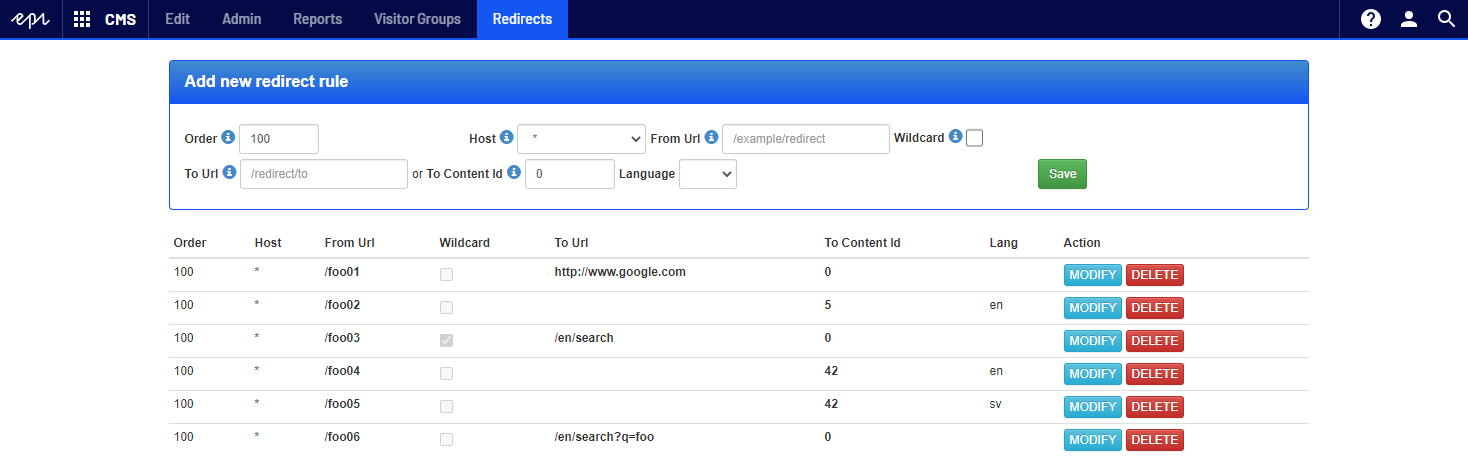 epi CMS Edit Admin Reports Visitor Groups Redirects
Add new redirect rule
Order 100 Host * From Url /example/redirect Wildcard
To Url /redirect/to or To Content Id 0 Language Save
Order Host From Url Wildcard To Url To Content Id Lang Action
100 * /foo01 http://www.google.com 0 MODIFY DELETE
100 * /foo02 5 en MODIFY DELETE
100 * /foo03 /en/search 0 MODIFY DELETE
100 * /foo04 42 en MODIFY DELETE
100 * /foo05 42 sv MODIFY DELETE
100 * /foo06 /en/search?q=foo 0 MODIFY DELETE